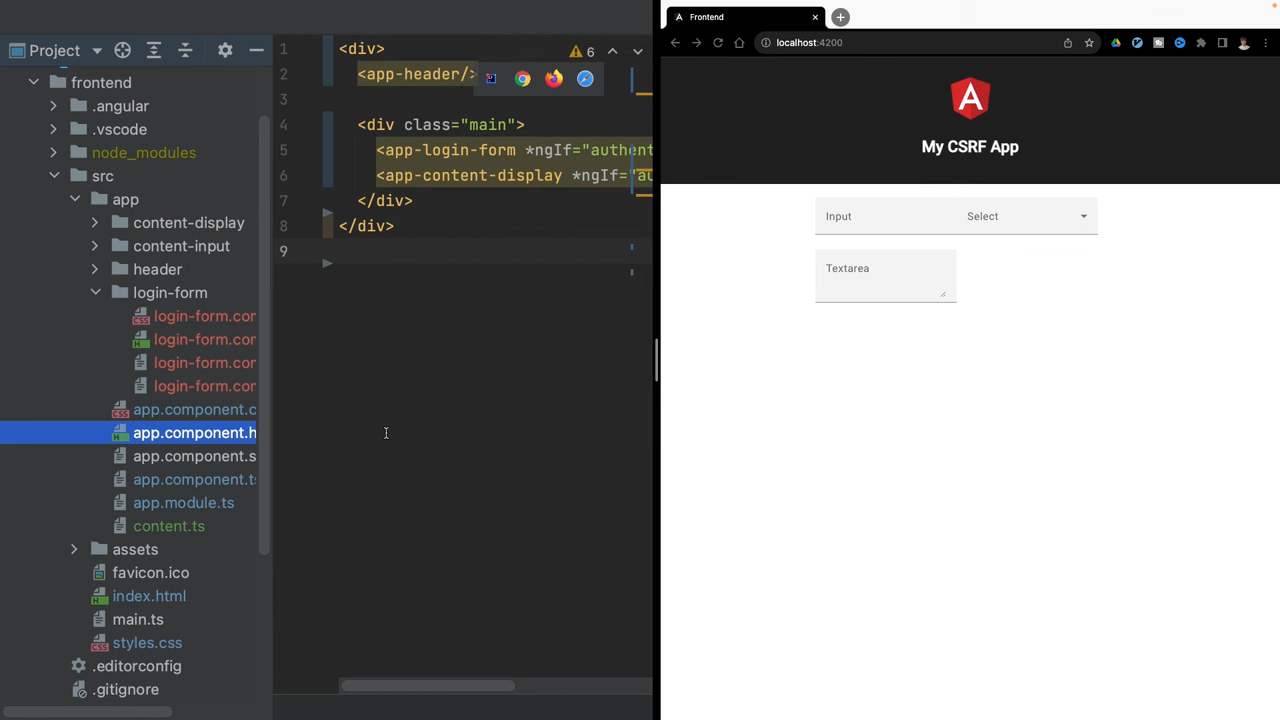 Project
frontend
.angular
.vscode
node_modules
src
app
content-display
content-input
header
login-form
login-form.cor
login-form.cor
login-form.cor
login-form.cor
app.component.c
app.component.h
app.component.s
app.component.ts
app.module.ts
content.ts
assets
favicon.ico
index.html
main.ts
styles.css
.editorconfig
.gitignore
1 <div>
2 <app-header/>
3
4 <div class="main">
5 <app-login-form *ngIf="authent
6 <app-content-display *ngIf="au
7 </div>
8 </div>
9
6
Frontend
localhost:4200
My CSRF App
Input
Select
Textarea